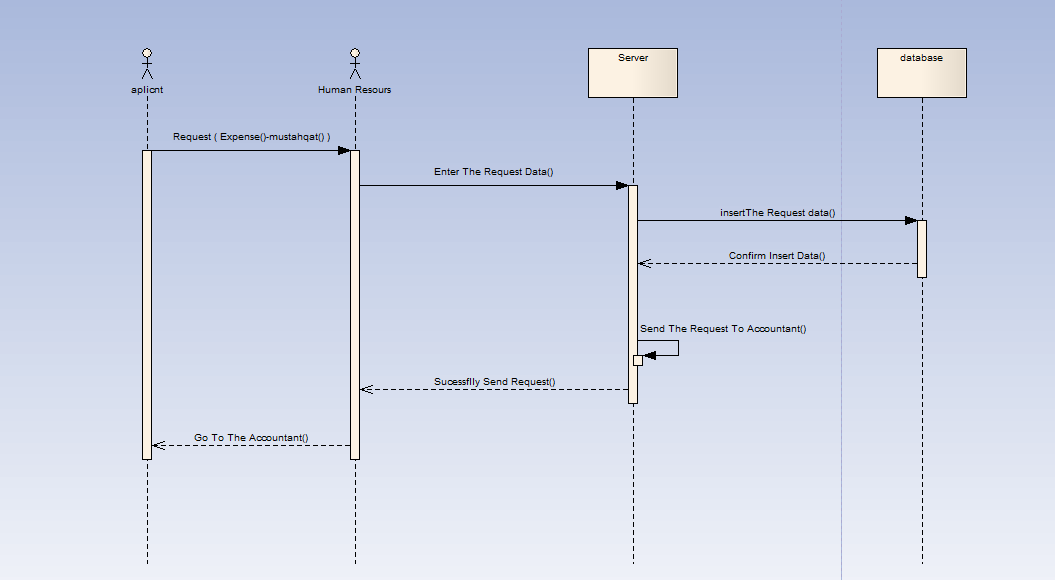 aplicnt
Human Resours
Server
database
Request ( Expense()-mustahqat() )
Enter The Request Data()
insertThe Request data()
Confirm Insert Data()
Send The Request To Accountant()
Sucessflly Send Request()
Go To The Accountant()